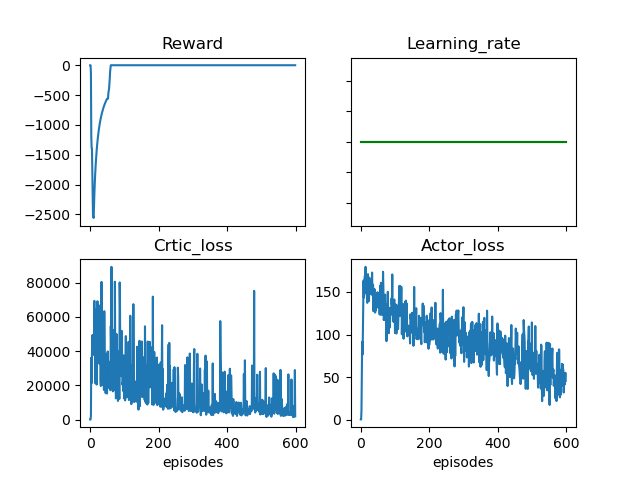 Reward
0
−500
−1000
−1500
−2000
−2500
Learning_rate
Crtic_loss
80000
60000
40000
20000
0
0 200 400 600
episodes
Actor_loss
150
100
50
0
0 200 400 600
episodes